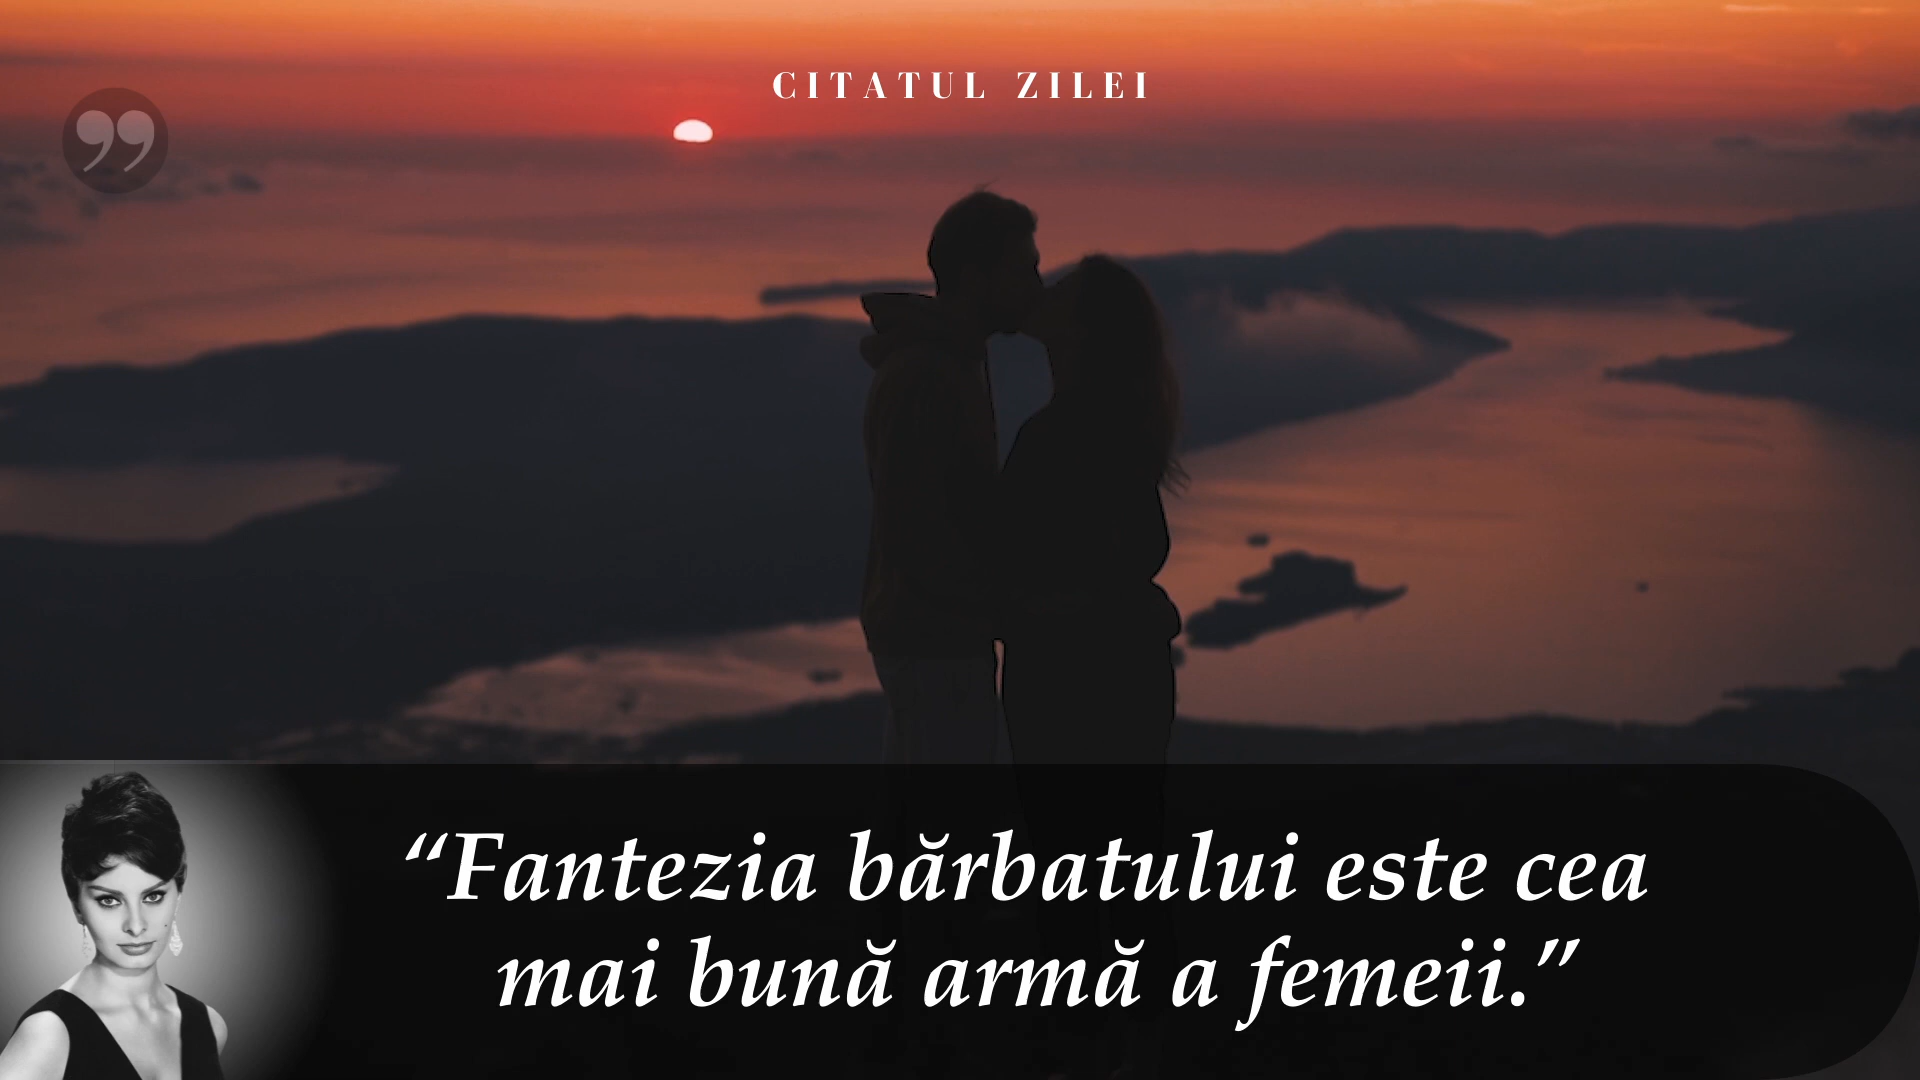 CITATUL ZILEI
“Fantezia bărbatului este cea
mai bună armă a femeii.”